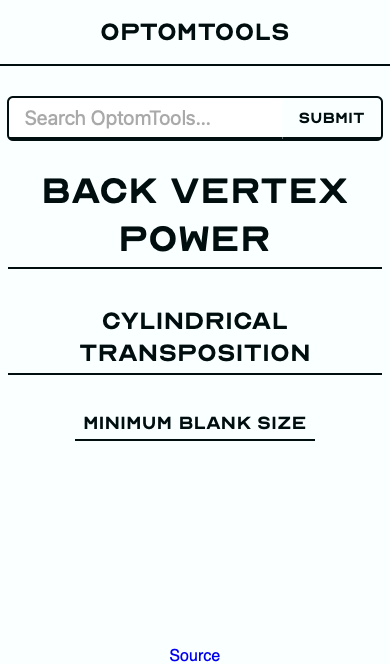 OPTOMTOOLS
Search OptomTools...
SUBMIT
BACK VERTEX
POWER
CYLINDRICAL
TRANSPOSITION
MINIMUM BLANK SIZE
Source